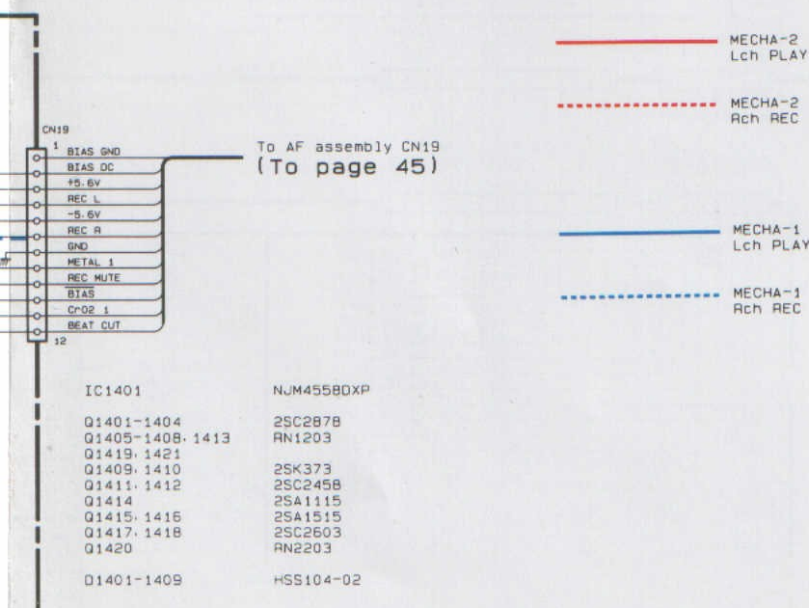 MECHA-2
Lch PLAY
MECHA-2
Rch REC
CN19
1
BIAS GND
BIAS DC
+5.6V
REC L
-5.6V
REC R
GND
METAL 1
REC MUTE
BIAS
CrO2 1
BEAT CUT
12
To AF assembly CN19
(To page 45)
MECHA-1
Lch PLAY
MECHA-1
Rch REC
IC1401 NJM4558DXP
Q1401-1404 2SC2878
Q1405-1408, 1413 RN1203
Q1419, 1421
Q1409, 1410 2SK373
Q1411, 1412 2SC2458
Q1414 2SA1115
Q1415, 1416 2SA1515
Q1417, 1418 2SC2603
Q1420 RN2203
D1401-1409 HSS104-02